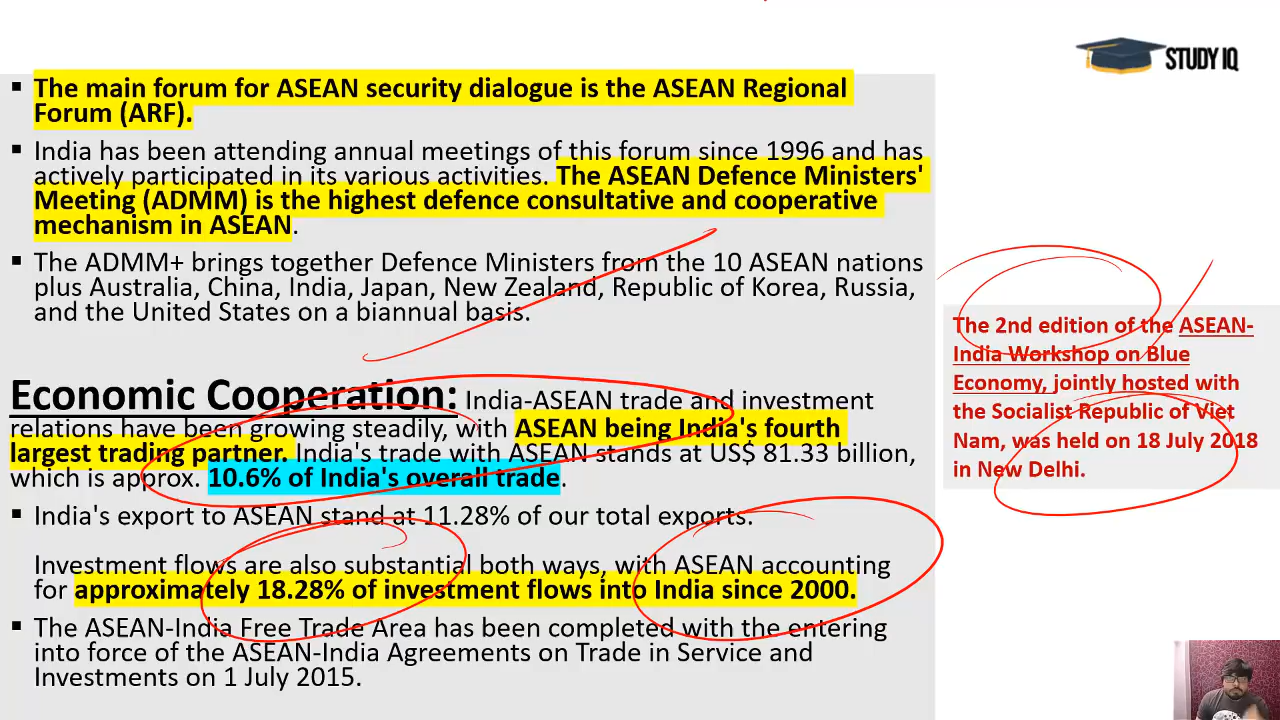 STUDY IQ
▪ The main forum for ASEAN security dialogue is the ASEAN Regional
Forum (ARF).
▪ India has been attending annual meetings of this forum since 1996 and has
actively participated in its various activities. The ASEAN Defence Ministers'
Meeting (ADMM) is the highest defence consultative and cooperative
mechanism in ASEAN.
▪ The ADMM+ brings together Defence Ministers from the 10 ASEAN nations
plus Australia, China, India, Japan, New Zealand, Republic of Korea, Russia,
and the United States on a biannual basis.
Economic Cooperation: India-ASEAN trade and investment
relations have been growing steadily, with ASEAN being India's fourth
largest trading partner. India's trade with ASEAN stands at US$ 81.33 billion,
which is approx. 10.6% of India's overall trade.
▪ India's export to ASEAN stand at 11.28% of our total exports.
Investment flows are also substantial both ways, with ASEAN accounting
for approximately 18.28% of investment flows into India since 2000.
▪ The ASEAN-India Free Trade Area has been completed with the entering
into force of the ASEAN-India Agreements on Trade in Service and
Investments on 1 July 2015.
The 2nd edition of the ASEAN-
India Workshop on Blue
Economy, jointly hosted with
the Socialist Republic of Viet
Nam, was held on 18 July 2018
in New Delhi.